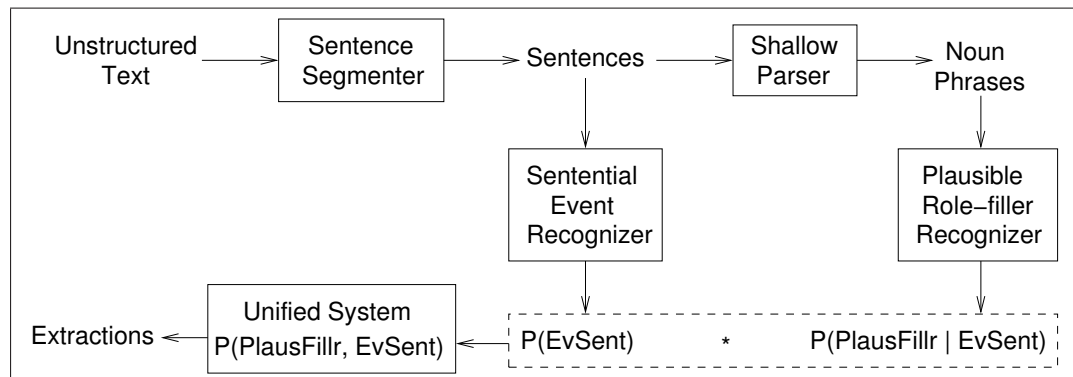 Unstructured
Text
Sentence
Segmenter
Sentences
Shallow
Parser
Noun
Phrases
Sentential
Event
Recognizer
Plausible
Role−filler
Recognizer
Extractions
Unified System
P(PlausFillr, EvSent)
P(EvSent) * P(PlausFillr | EvSent)